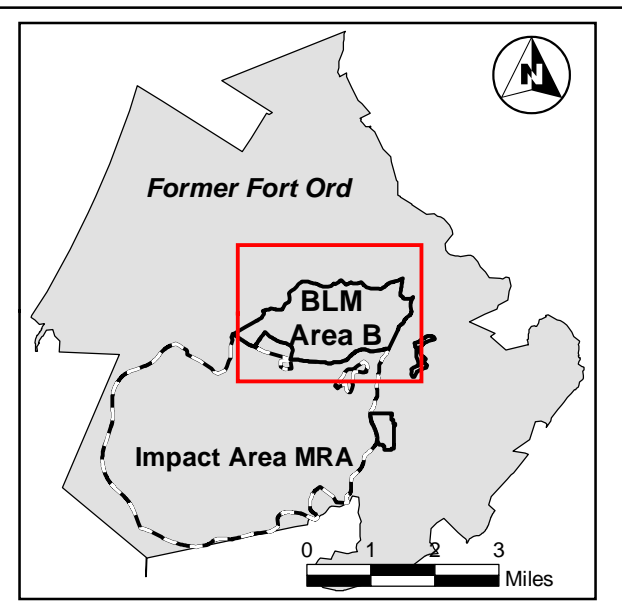 N
Former Fort Ord
BLM
Area B
Impact Area MRA
0 1 2 3
Miles